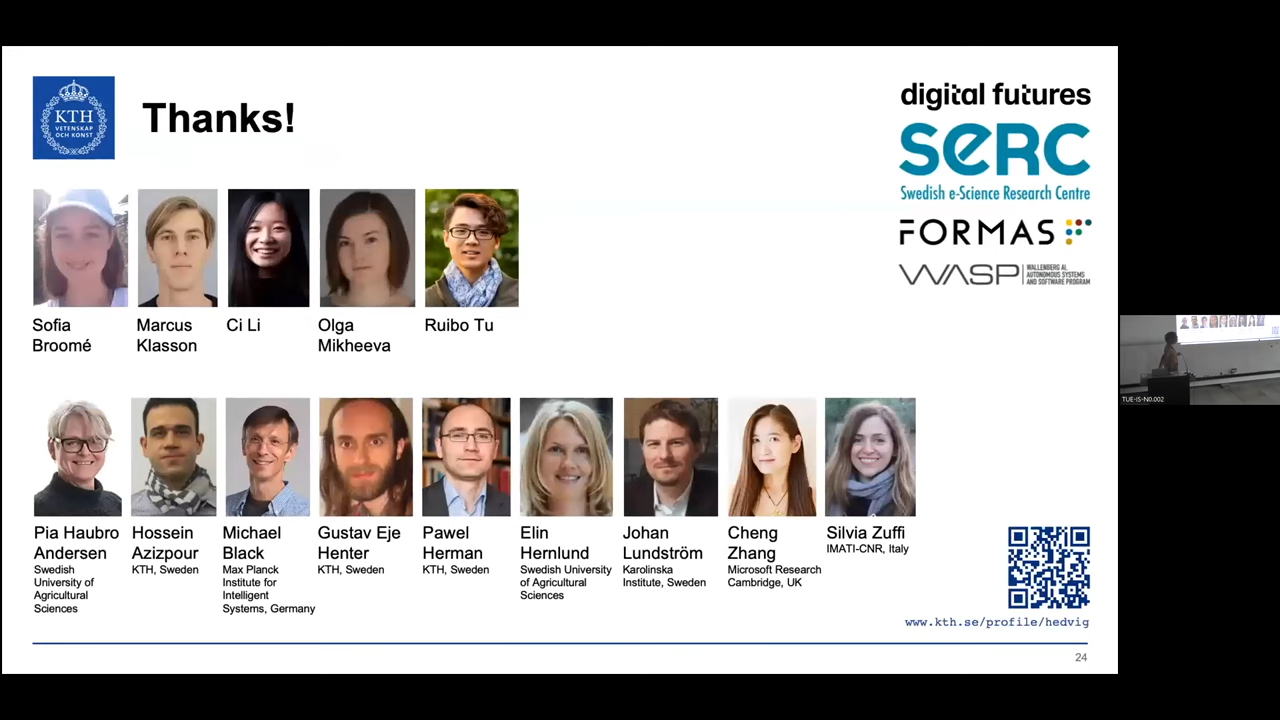 KTH
VETENSKAP
OCH KONST
Thanks!
digital futures
SeRC
Swedish e-Science Research Centre
FORMAS
WASP
WALLENBERG AI,
AUTONOMOUS SYSTEMS
AND SOFTWARE PROGRAM
Sofia
Broomé
Marcus
Klasson
Ci Li
Olga
Mikheeva
Ruibo Tu
Pia Haubro
Andersen
Swedish
University of
Agricultural
Sciences
Hossein
Azizpour
KTH, Sweden
Michael
Black
Max Planck
Institute for
Intelligent
Systems, Germany
Gustav Eje
Henter
KTH, Sweden
Pawel
Herman
KTH, Sweden
Elin
Hernlund
Swedish University
of Agricultural
Sciences
Johan
Lundström
Karolinska
Institute, Sweden
Cheng
Zhang
Microsoft Research
Cambridge, UK
Silvia Zuffi
IMATI-CNR, Italy
www.kth.se/profile/hedvig
24
TUE-IS-N0.002